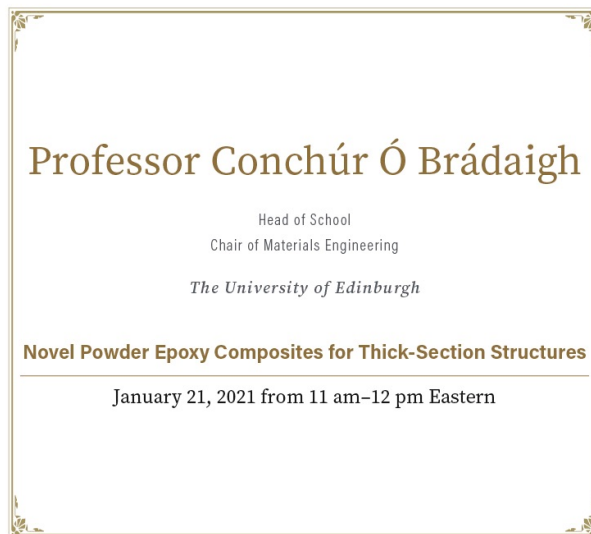 Professor Conchúr Ó Brádaigh
Head of School
Chair of Materials Engineering
The University of Edinburgh
Novel Powder Epoxy Composites for Thick-Section Structures
January 21, 2021 from 11 am–12 pm Eastern